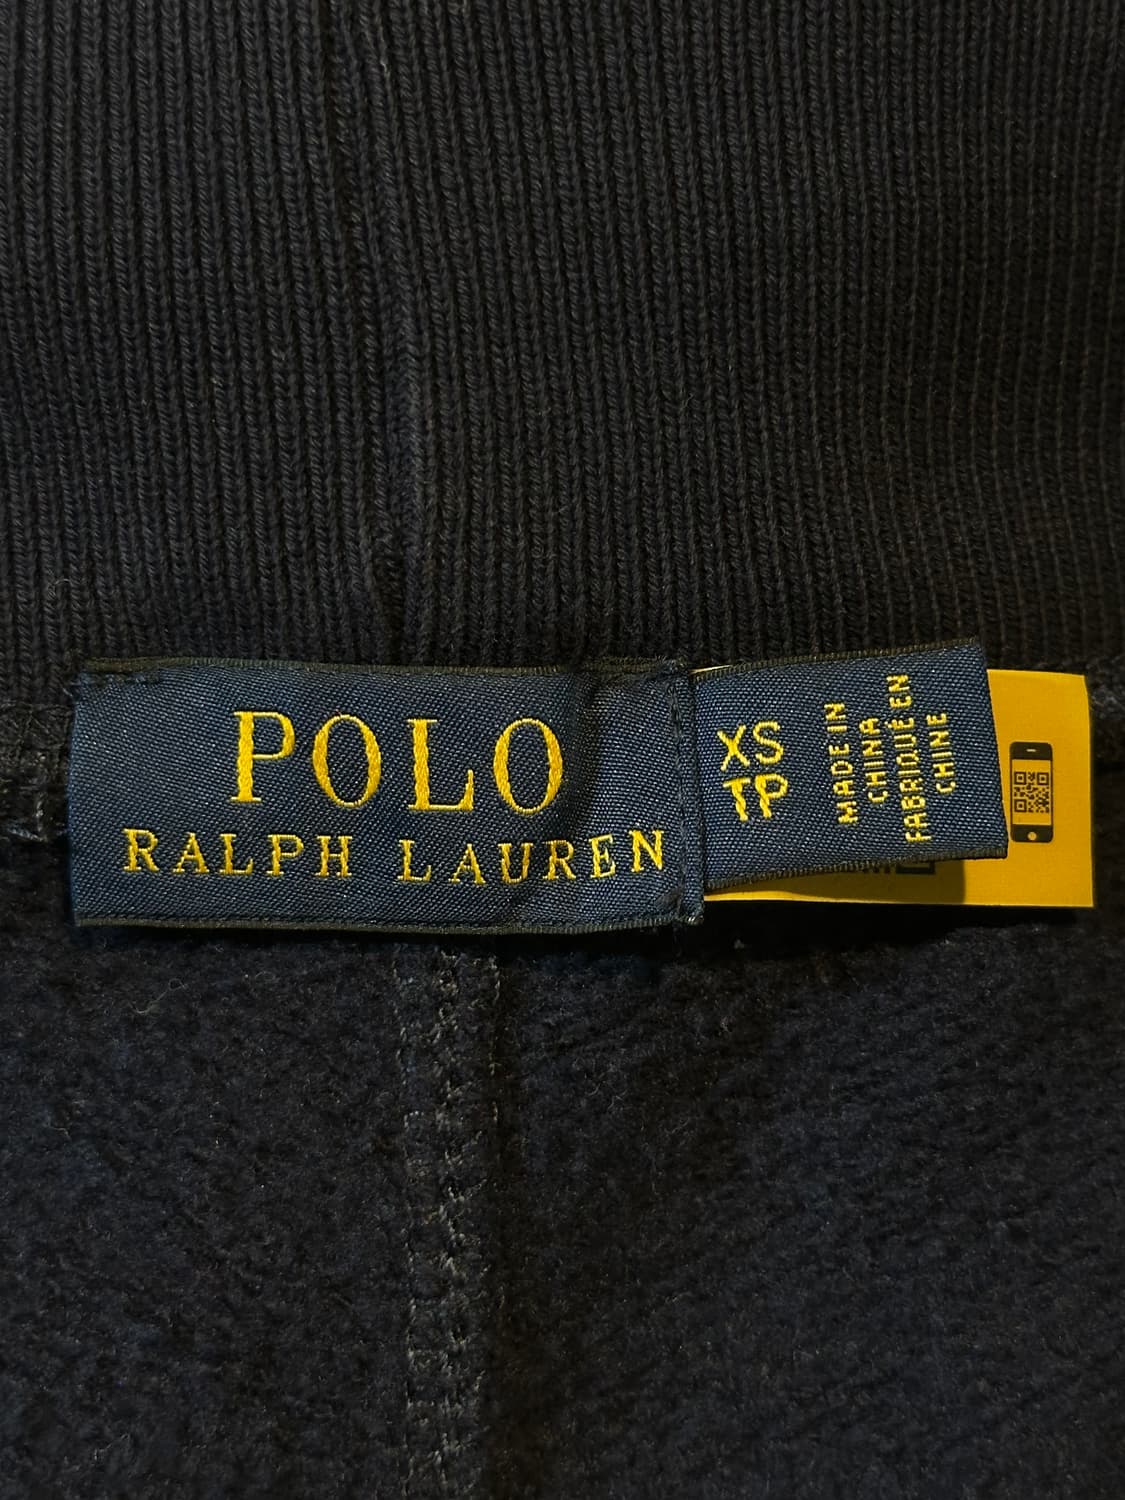 POLO
RALPH LAUREN
XS
TP
MADE IN
CHINA
FABRIQUÉ EN
CHINE